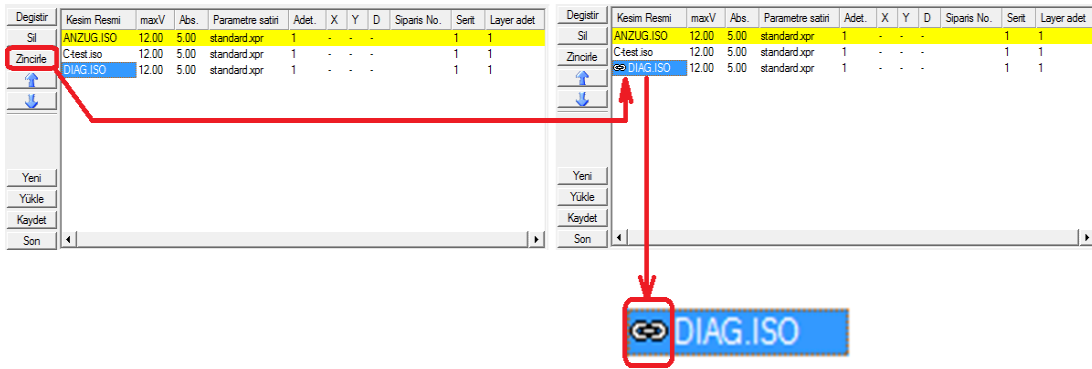 Degistir Kesim Resmi maxV Abs. Parametre satiri Adet. X Y D Siparis No. Serit Layer adet
Sil ANZUG.ISO 12.00 5.00 standard.xpr 1 - - - 1 1
Zincirle C-test.iso 12.00 5.00 standard.xpr 1 - - - 1 1
DIAG.ISO 12.00 5.00 standard.xpr 1 - - - 1 1
Yeni
Yükle
Kaydet
Son
Degistir Kesim Resmi maxV Abs. Parametre satiri Adet. X Y D Siparis No. Serit Layer adet
Sil ANZUG.ISO 12.00 5.00 standard.xpr 1 - - - 1 1
Zincirle C-test.iso 12.00 5.00 standard.xpr 1 - - - 1 1
DIAG.ISO 12.00 5.00 standard.xpr 1 - - - 1 1
Yeni
Yükle
Kaydet
Son
DIAG.ISO